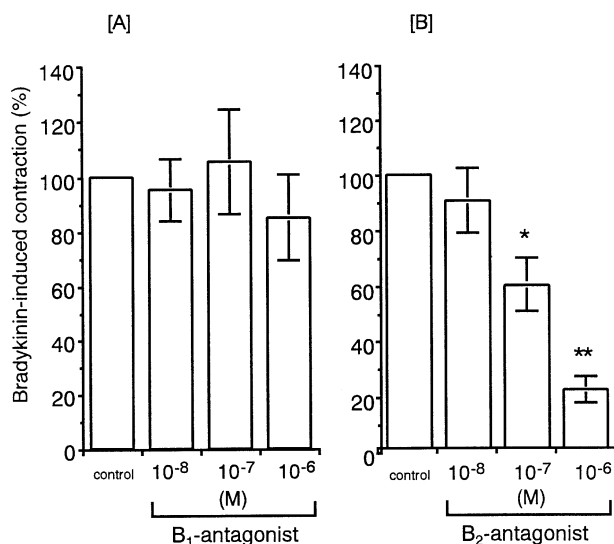 [A]
[B]
Bradykinin-induced contraction (%)
140
120
100
80
60
40
20
0
control
10⁻⁸
10⁻⁷
10⁻⁶
(M)
B₁-antagonist
140
120
100
80
60
40
20
0
*
**
control
10⁻⁸
10⁻⁷
10⁻⁶
(M)
B₂-antagonist